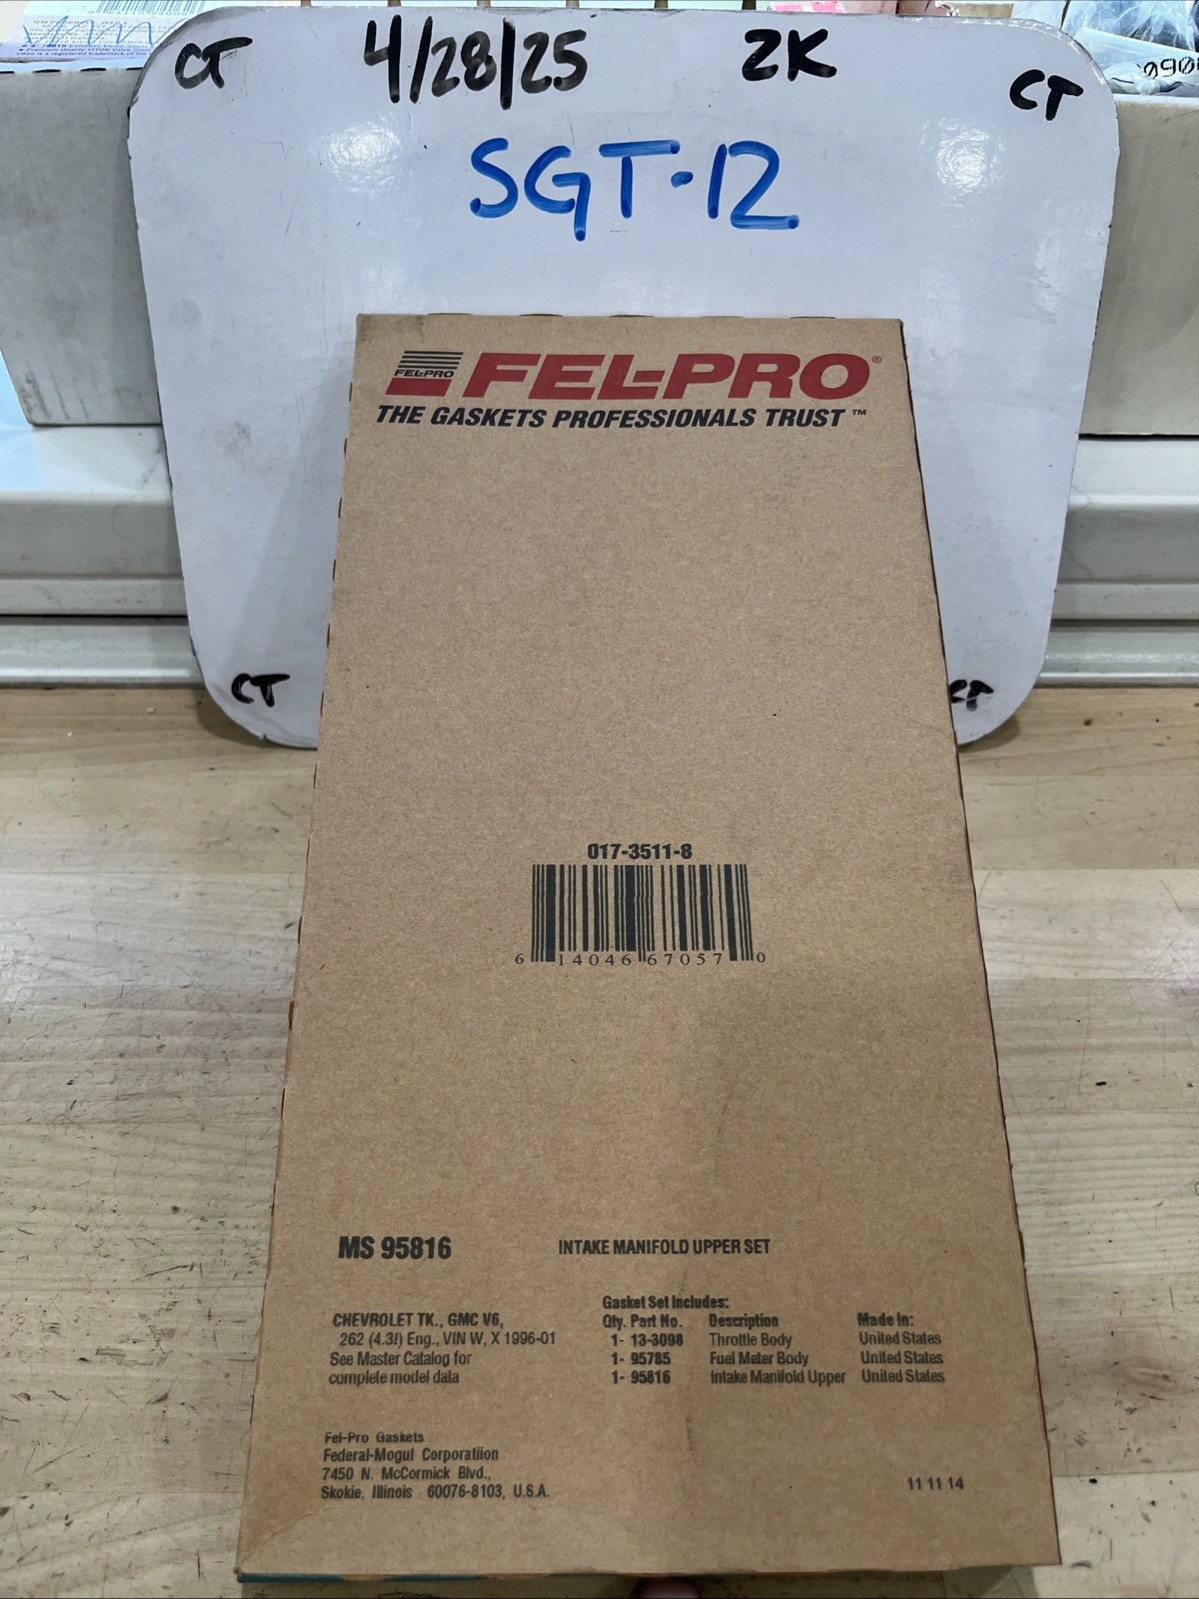 CT 4/28/25 2K CT
SGT-12
FEL-PRO
FEL-PRO®
THE GASKETS PROFESSIONALS TRUST™
CT
CT
017-3511-8
6 14046 67057 0
MS 95816
INTAKE MANIFOLD UPPER SET
CHEVROLET TK., GMC V6,
262 (4.3l) Eng., VIN W, X 1996-01
See Master Catalog for
complete model data
Gasket Set Includes:
Qty. Part No. Description Made In:
1- 13-3098 Throttle Body United States
1- 95785 Fuel Meter Body United States
1- 95816 Intake Manifold Upper United States
Fel-Pro Gaskets
Federal-Mogul Corporatiion
7450 N. McCormick Blvd.,
Skokie, Illinois 60076-8103, U.S.A.
11 11 14